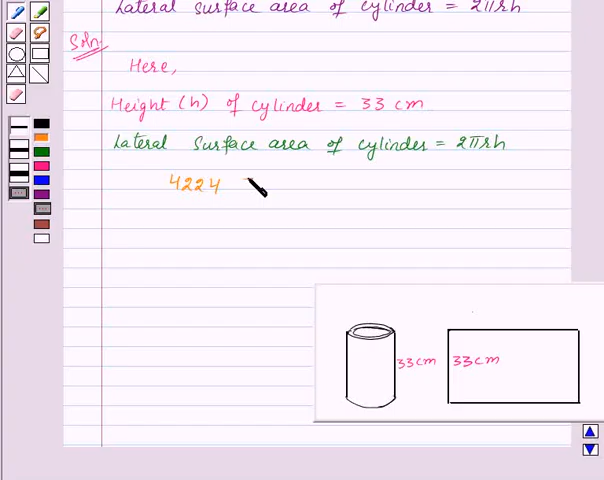 Lateral surface area of cylinder = 2πrh
Soln.
Here,
Height (h) of cylinder = 33 cm
Lateral surface area of cylinder = 2πrh
4224
33cm 33cm